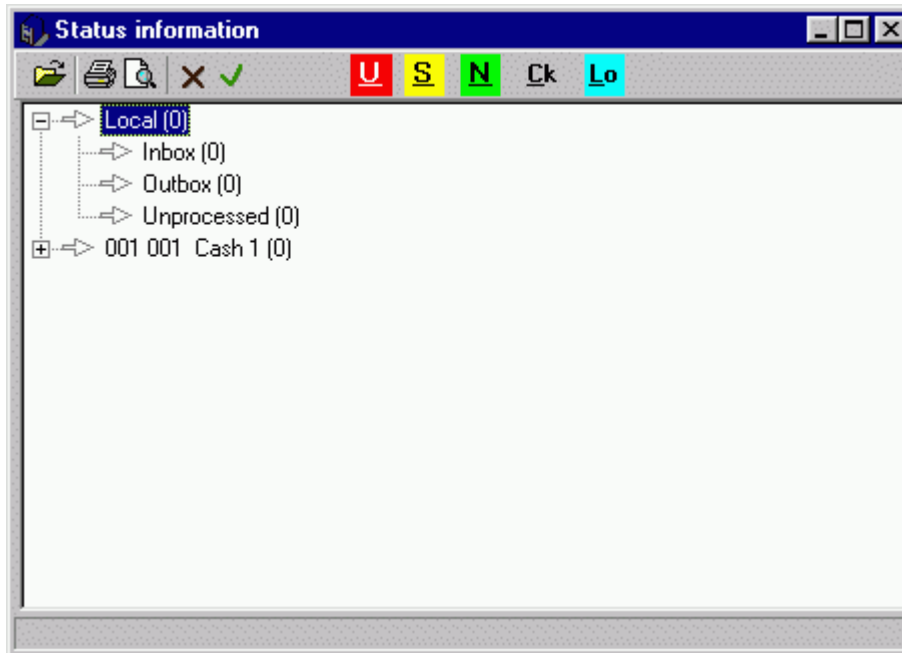 Status information
U S N Ck Lo
Local (0)
Inbox (0)
Outbox (0)
Unprocessed (0)
001 001 Cash 1 (0)